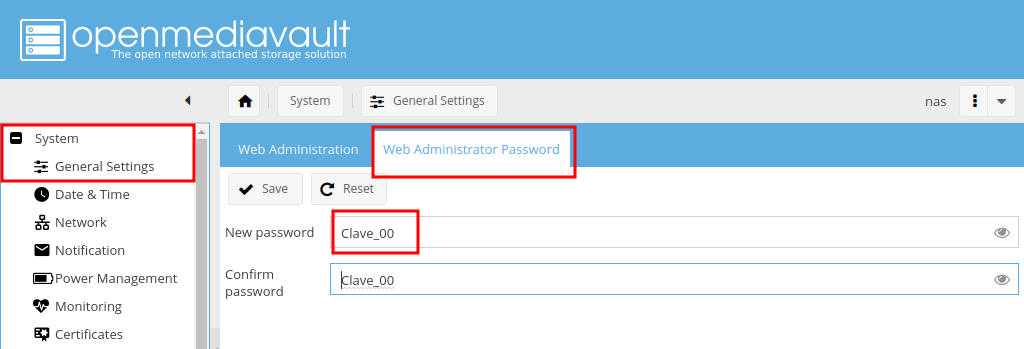 openmediavault
The open network attached storage solution
System
General Settings
nas
System
General Settings
Date & Time
Network
Notification
Power Management
Monitoring
Certificates
Web Administration
Web Administrator Password
Save
Reset
New password
Clave_00
Confirm
password
Clave_00